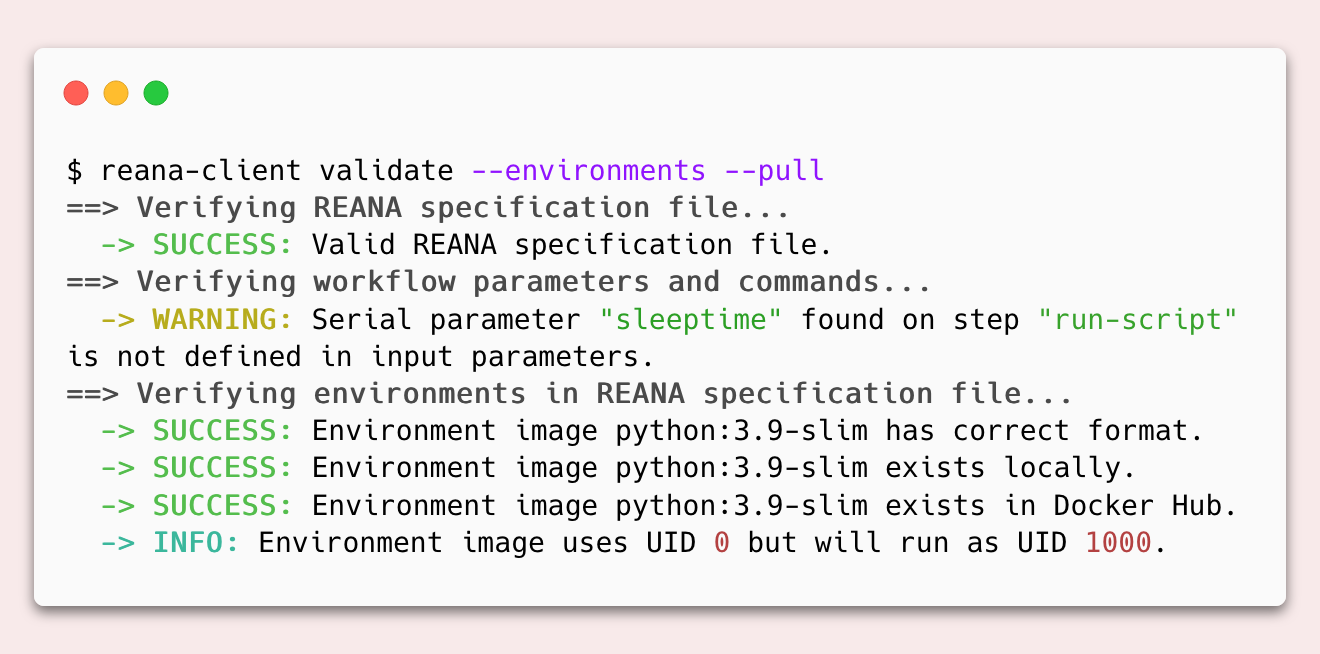 $ reana-client validate --environments --pull
==> Verifying REANA specification file...
  -> SUCCESS: Valid REANA specification file.
==> Verifying workflow parameters and commands...
  -> WARNING: Serial parameter "sleeptime" found on step "run-script"
is not defined in input parameters.
==> Verifying environments in REANA specification file...
  -> SUCCESS: Environment image python:3.9-slim has correct format.
  -> SUCCESS: Environment image python:3.9-slim exists locally.
  -> SUCCESS: Environment image python:3.9-slim exists in Docker Hub.
  -> INFO: Environment image uses UID 0 but will run as UID 1000.